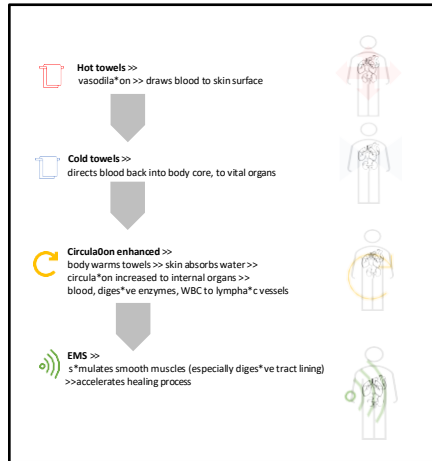 Hot towels >>
vasodila*on >> draws blood to skin surface
Cold towels >>
directs blood back into body core, to vital organs
Circula0on enhanced >>
body warms towels >> skin absorbs water >>
circula*on increased to internal organs >>
blood, diges*ve enzymes, WBC to lympha*c vessels
EMS >>
s*mulates smooth muscles (especially diges*ve tract lining)
>>accelerates healing process